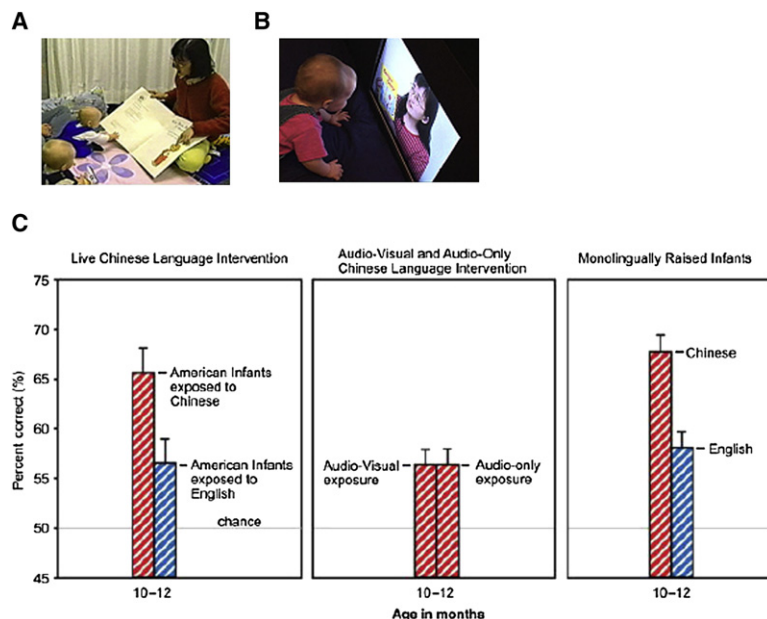 A
B
C
Live Chinese Language Intervention
Audio-Visual and Audio-Only
Chinese Language Intervention
Monolingually Raised Infants
Percent correct (%)
75
70
65
60
55
50
45
American Infants
exposed to
Chinese
American Infants
exposed to
English
chance
10–12
Audio-Visual
exposure
Audio-only
exposure
10–12
Chinese
English
10–12
Age in months